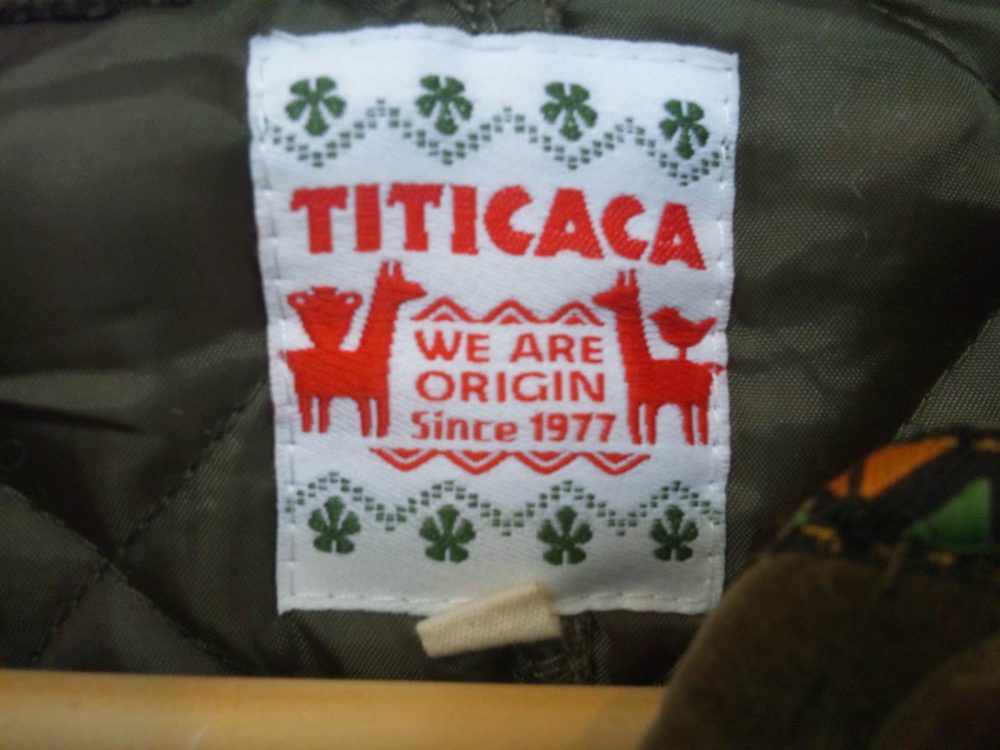 TITICACA
WE ARE
ORIGIN
Since 1977